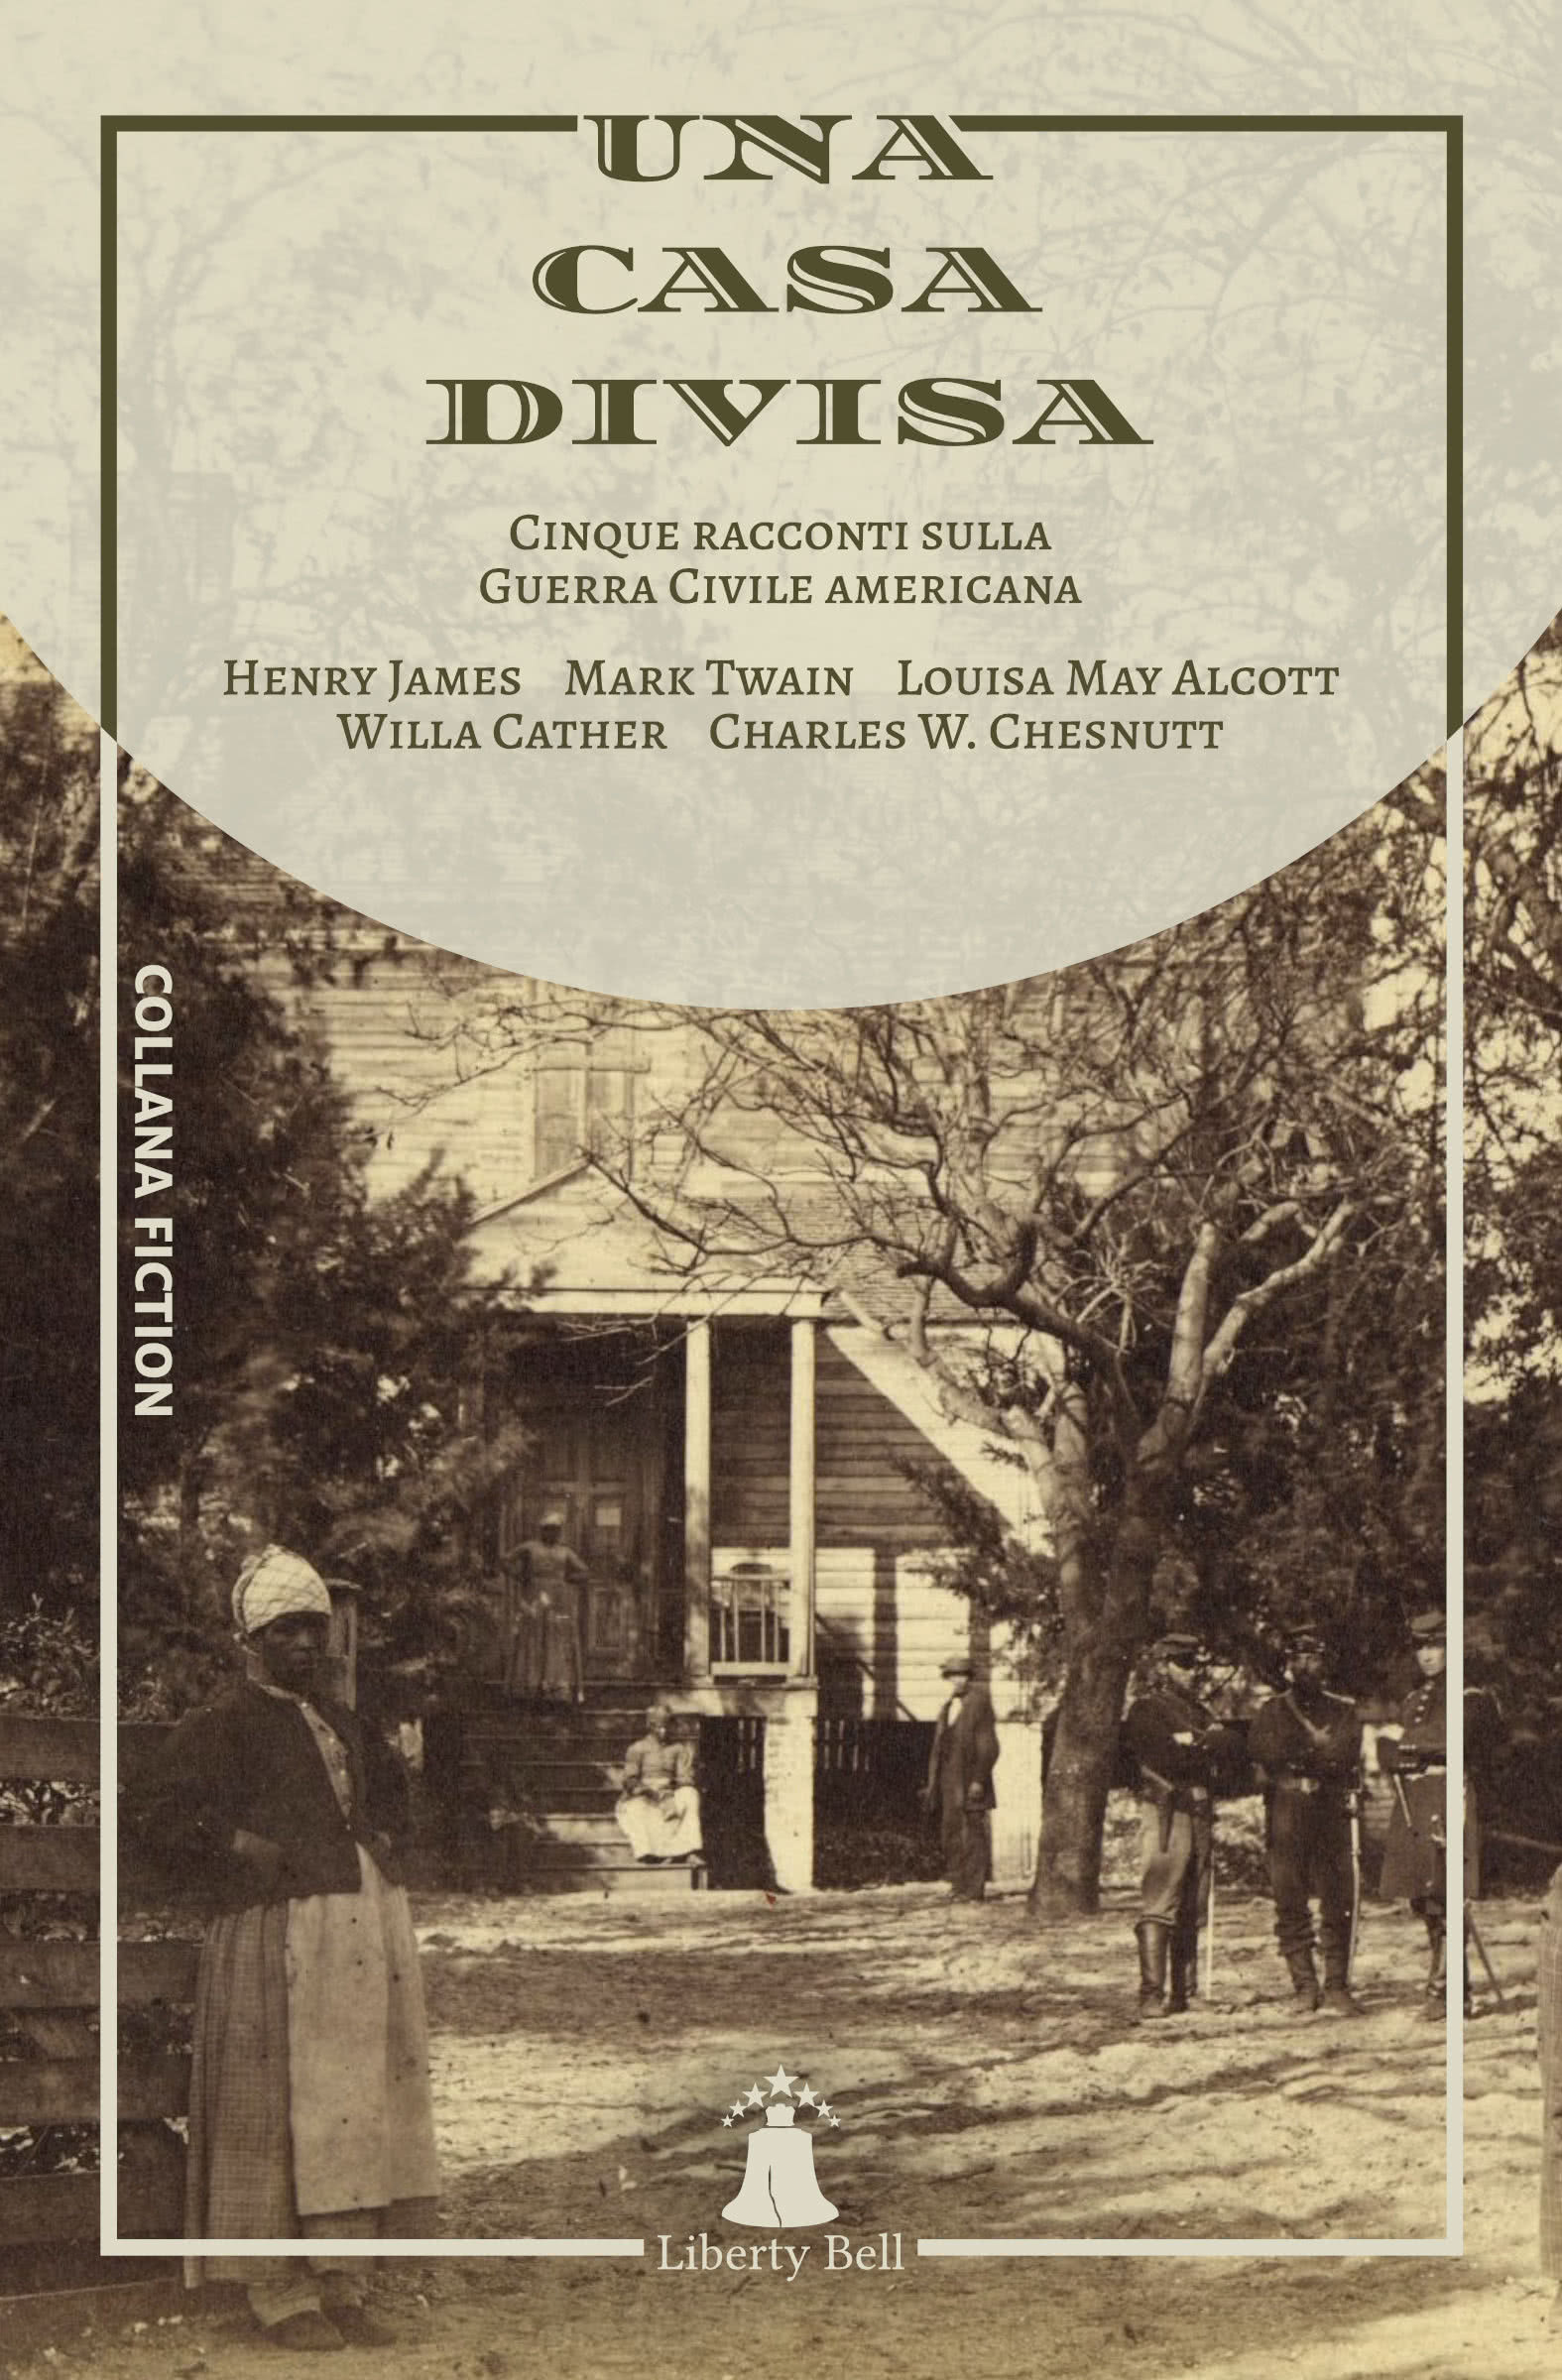 UNA
CASA
DIVISA
Cinque racconti sulla
Guerra Civile americana
Henry James Mark Twain Louisa May Alcott
Willa Cather Charles W. Chesnutt
COLLANA FICTION
Liberty Bell